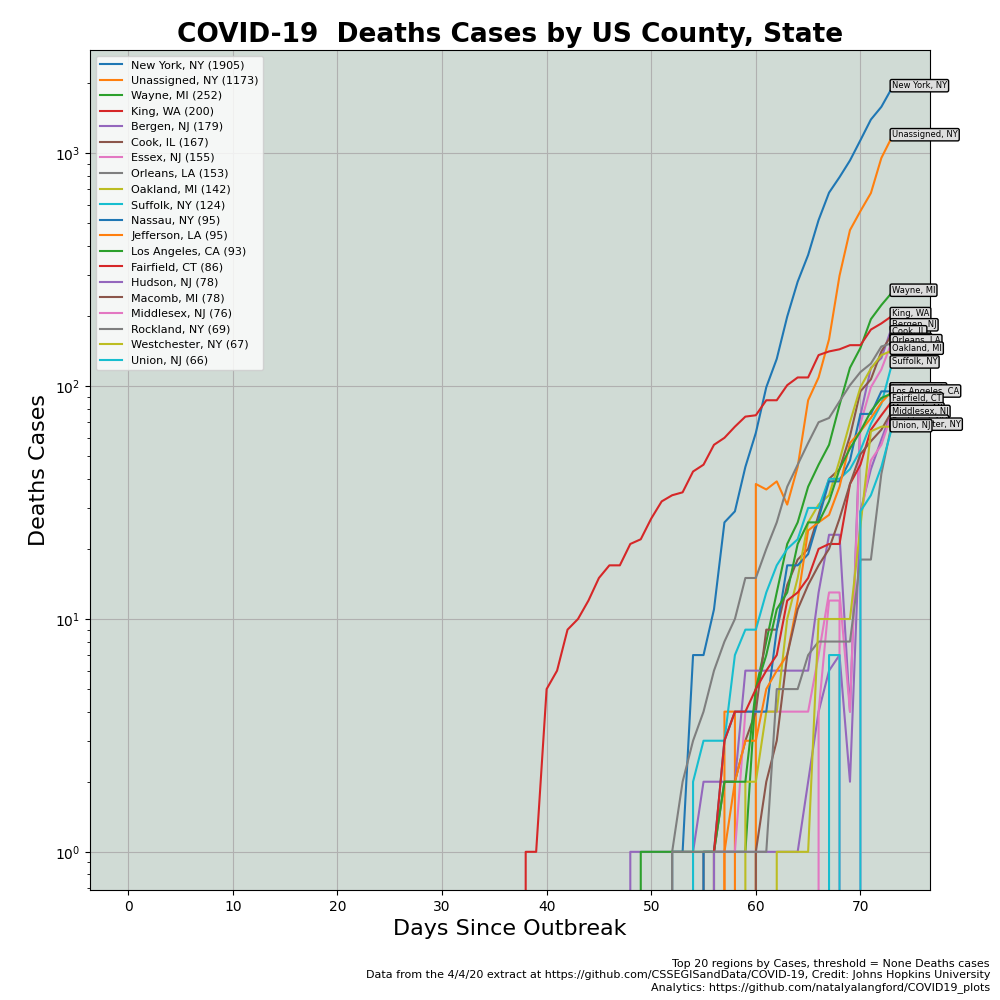 COVID-19 Deaths Cases by US County, State
New York, NY (1905)
Unassigned, NY (1173)
Wayne, MI (252)
King, WA (200)
Bergen, NJ (179)
Cook, IL (167)
Essex, NJ (155)
Orleans, LA (153)
Oakland, MI (142)
Suffolk, NY (124)
Nassau, NY (95)
Jefferson, LA (95)
Los Angeles, CA (93)
Fairfield, CT (86)
Hudson, NJ (78)
Macomb, MI (78)
Middlesex, NJ (76)
Rockland, NY (69)
Westchester, NY (67)
Union, NJ (66)
New York, NY
Unassigned, NY
Wayne, MI
King, WA
Bergen, NJ
Cook, IL
Orleans, LA
Oakland, MI
Suffolk, NY
Los Angeles, CA
Fairfield, CT
Middlesex, NJ
Union, NJ
NY
Deaths Cases
10³
10²
10¹
10⁰
0 10 20 30 40 50 60 70
Days Since Outbreak
Top 20 regions by Cases, threshold = None Deaths cases
Data from the 4/4/20 extract at https://github.com/CSSEGISandData/COVID-19, Credit: Johns Hopkins University
Analytics: https://github.com/natalyalangford/COVID19_plots